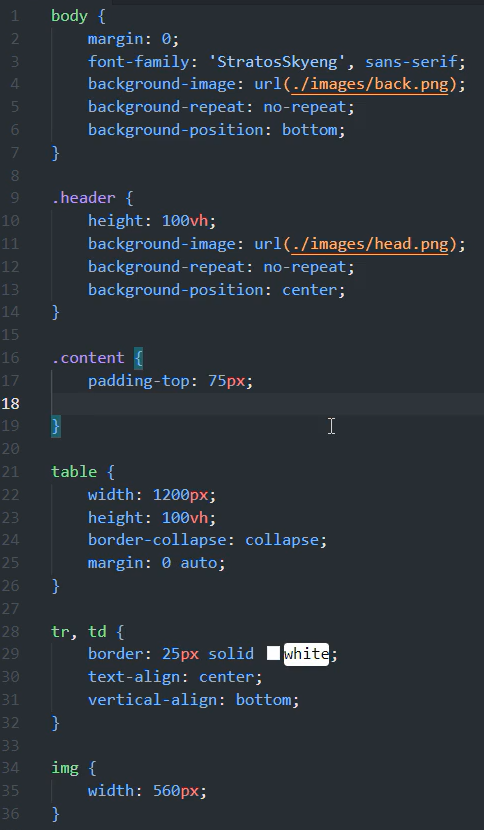 1 body {
2 margin: 0;
3 font-family: 'StratosSkyeng', sans-serif;
4 background-image: url(./images/back.png);
5 background-repeat: no-repeat;
6 background-position: bottom;
7 }
8
9 .header {
10 height: 100vh;
11 background-image: url(./images/head.png);
12 background-repeat: no-repeat;
13 background-position: center;
14 }
15
16 .content {
17 padding-top: 75px;
18
19 }
20
21 table {
22 width: 1200px;
23 height: 100vh;
24 border-collapse: collapse;
25 margin: 0 auto;
26 }
27
28 tr, td {
29 border: 25px solid white;
30 text-align: center;
31 vertical-align: bottom;
32 }
33
34 img {
35 width: 560px;
36 }